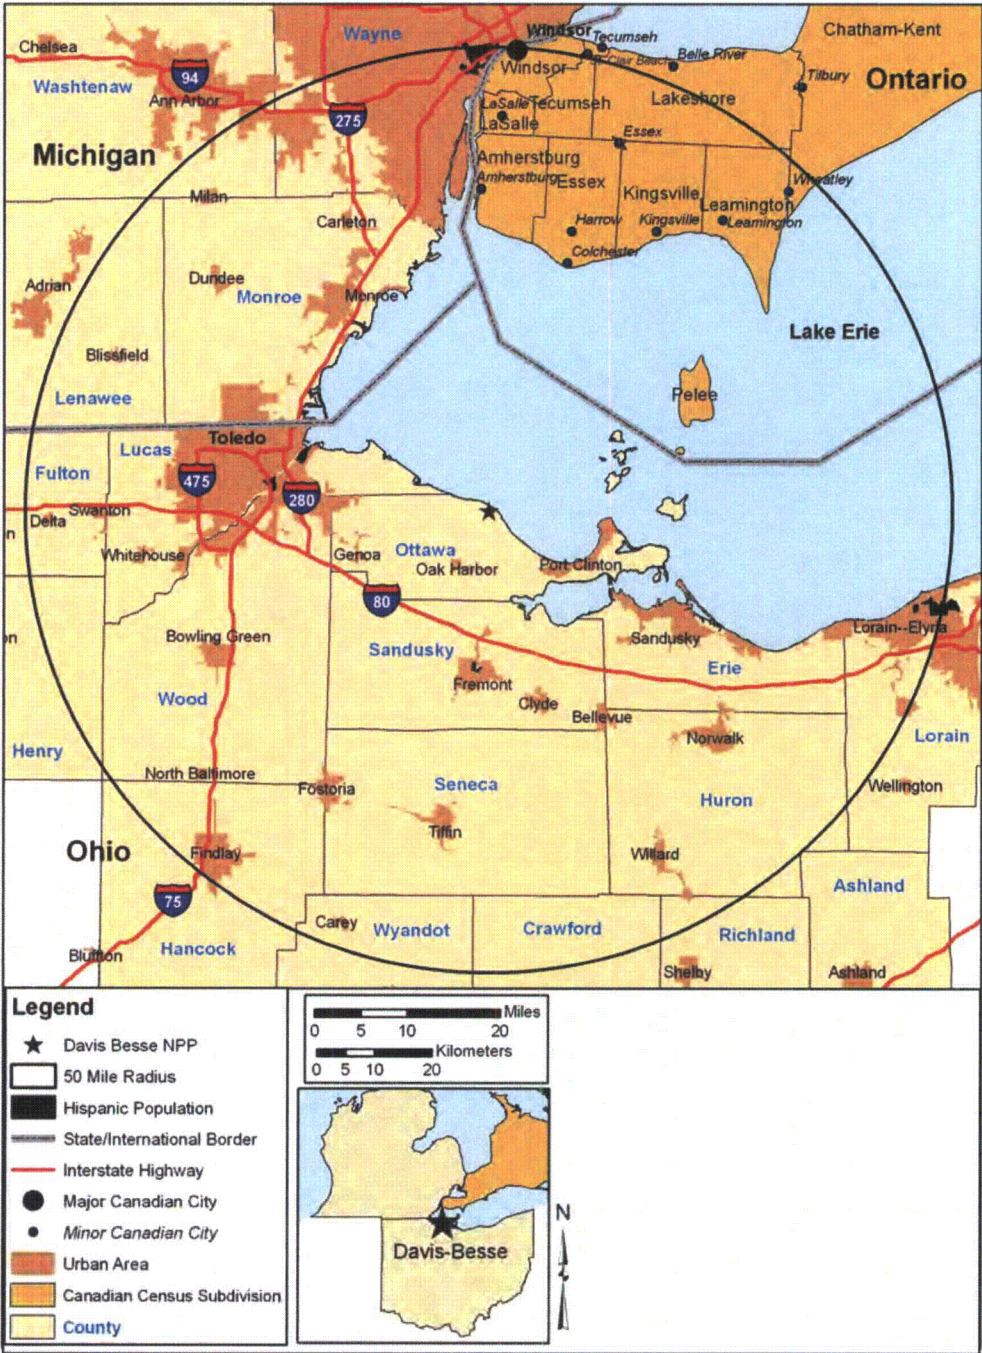 Chelsea
Wayne
Windsor
Tecumseh
Chatham-Kent
94
Washtenaw
Ann Arbor
Windsor
Clair Beach
Belle River
Tilbury
Ontario
275
LaSalle
Tecumseh
Lakeshore
LaSalle
Essex
Michigan
Amherstburg
Amherstburg
Essex
Kingsville
Wheatley
Leamington
Milan
Carleton
Harrow
Kingsville
Leamington
Colchester
Adrian
Dundee
Monroe
Monroe
Lake Erie
Blissfield
Lenawee
Pelee
Lucas
Toledo
Fulton
475
280
Delta
Swanton
n
Whitehouse
Genoa
Ottawa
Oak Harbor
Port Clinton
80
Bowling Green
on
Sandusky
Sandusky
Lorain--Elyria
Erie
Wood
Fremont
Clyde
Bellevue
Norwalk
Henry
Lorain
North Baltimore
Fostoria
Seneca
Huron
Wellington
Tiffin
Ohio
Findlay
Willard
75
Ashland
Carey
Wyandot
Crawford
Richland
Bluffton
Hancock
Shelby
Ashland
Legend
Davis Besse NPP
50 Mile Radius
Hispanic Population
State/International Border
Interstate Highway
Major Canadian City
Minor Canadian City
Urban Area
Canadian Census Subdivision
County
Miles
0 5 10 20
Kilometers
0 5 10 20
Davis-Besse
N